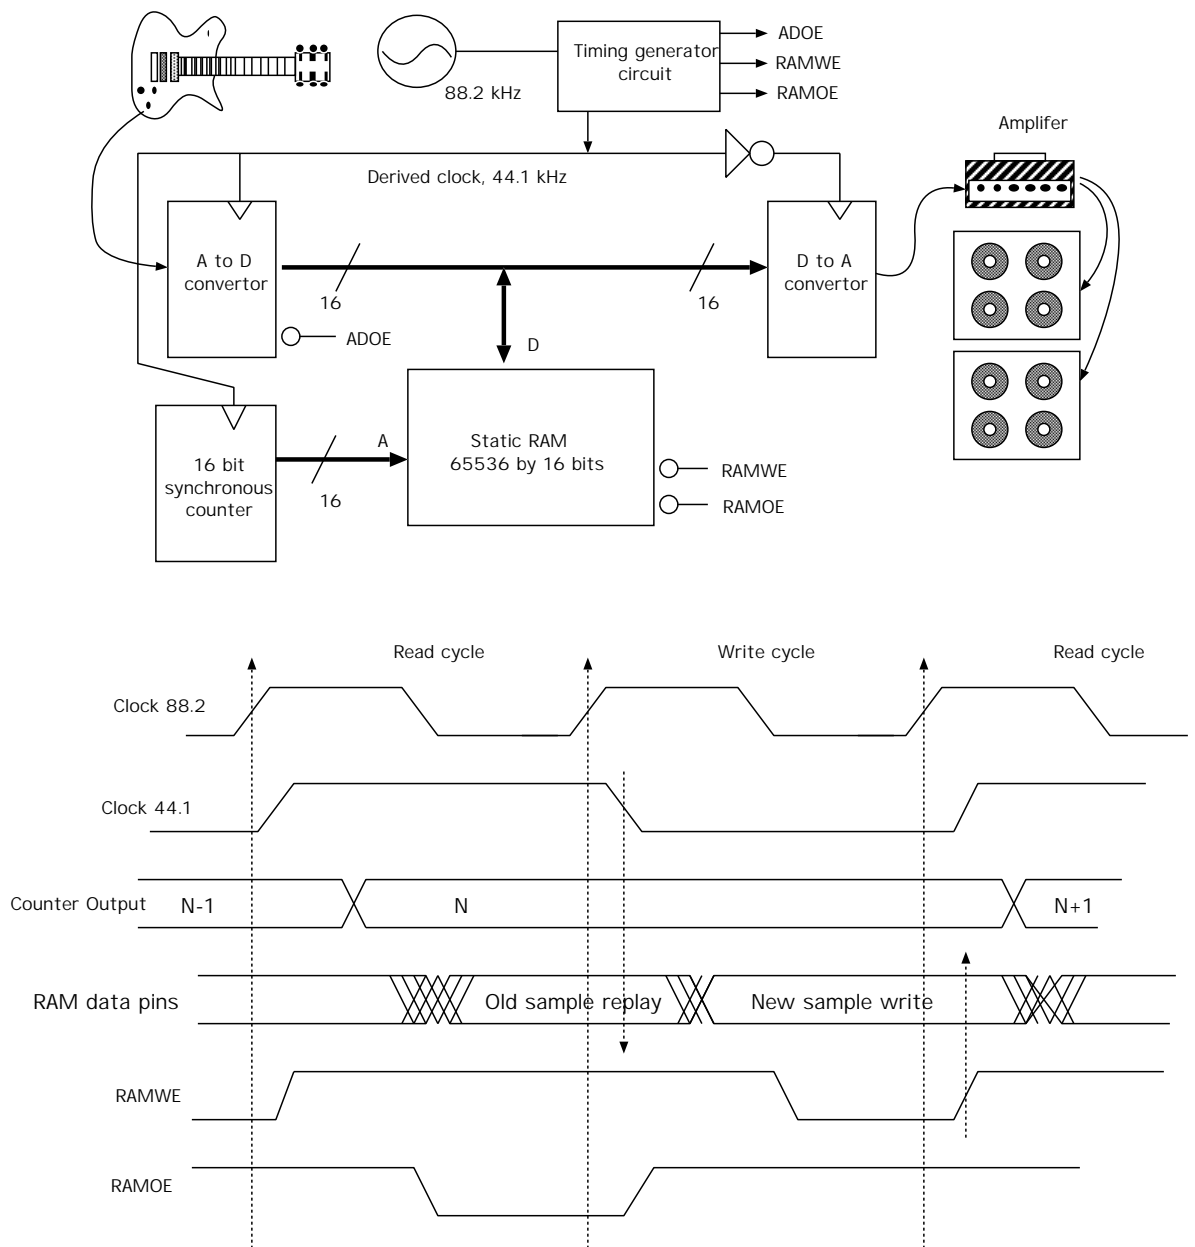 ADOE
Timing generator
circuit
RAMWE
88.2 kHz
RAMOE
Amplifer
Derived clock, 44.1 kHz
A to D
convertor
D to A
convertor
16
16
ADOE
D
A
Static RAM
65536 by 16 bits
16 bit
synchronous
counter
16
RAMWE
RAMOE
Read cycle
Write cycle
Read cycle
Clock 88.2
Clock 44.1
Counter Output
N-1
N
N+1
RAM data pins
Old sample replay
New sample write
RAMWE
RAMOE